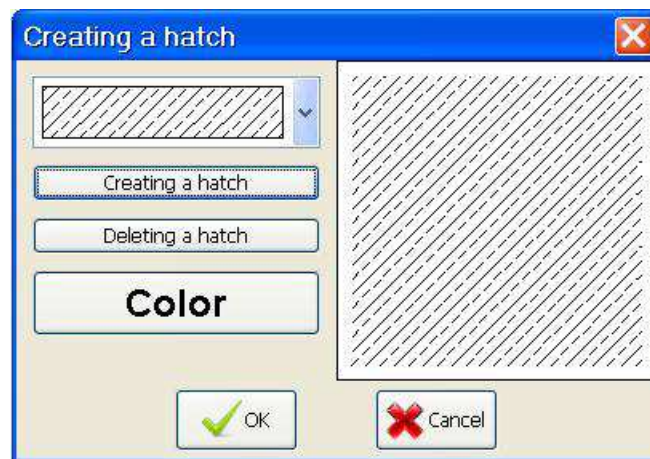 Creating a hatch
Creating a hatch
Deleting a hatch
Color
OK
Cancel